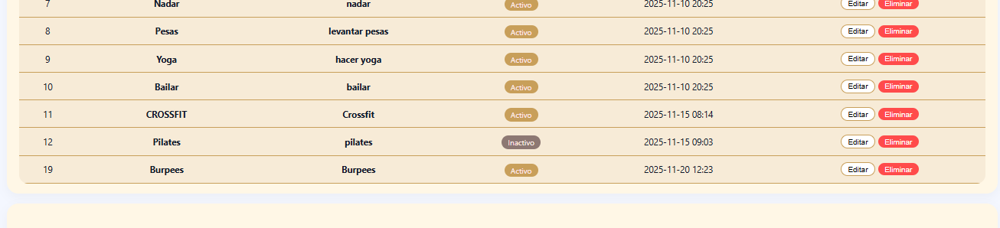 7 Nadar nadar Activo 2025-11-10 20:25 Editar Eliminar
8 Pesas levantar pesas Activo 2025-11-10 20:25 Editar Eliminar
9 Yoga hacer yoga Activo 2025-11-10 20:25 Editar Eliminar
10 Bailar bailar Activo 2025-11-10 20:25 Editar Eliminar
11 CROSSFIT Crossfit Activo 2025-11-15 08:14 Editar Eliminar
12 Pilates pilates Inactivo 2025-11-15 09:03 Editar Eliminar
19 Burpees Burpees Activo 2025-11-20 12:23 Editar Eliminar